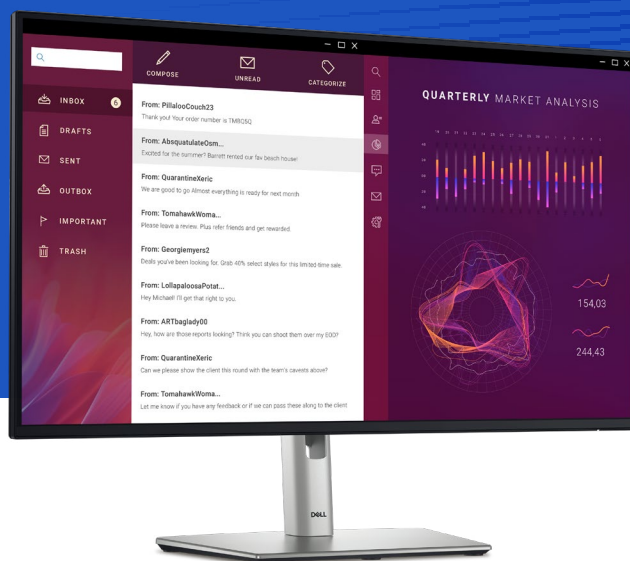 COMPOSE
UNREAD
CATEGORIZE
INBOX 6
DRAFTS
SENT
OUTBOX
IMPORTANT
TRASH
From: PillalooCouch23
Thank you! Your order number is TM8Q5Q
From: AbsquatulateOsm...
Excited for the summer? Barrett rented our fav beach house!
From: QuarantineXeric
We are good to go Almost everything is ready for next month
From: TomahawkWoma...
Please leave a review. Plus refer friends and get rewarded.
From: Georgiemyers2
Deals you've been looking for. Grab 40% select styles for this limited-time sale.
From: LollapaloosaPotat...
Hey Michael! I'll get that right to you.
From: ARTbaglady00
Hey, how are those reports looking? Think you can shoot them over my EOD?
From: QuarantineXeric
Can we please show the client this round with the team's caveats above?
From: TomahawkWoma...
Let me know if you have any feedback or if we can pass these along to the client
QUARTERLY MARKET ANALYSIS
154,03
244,43
DELL